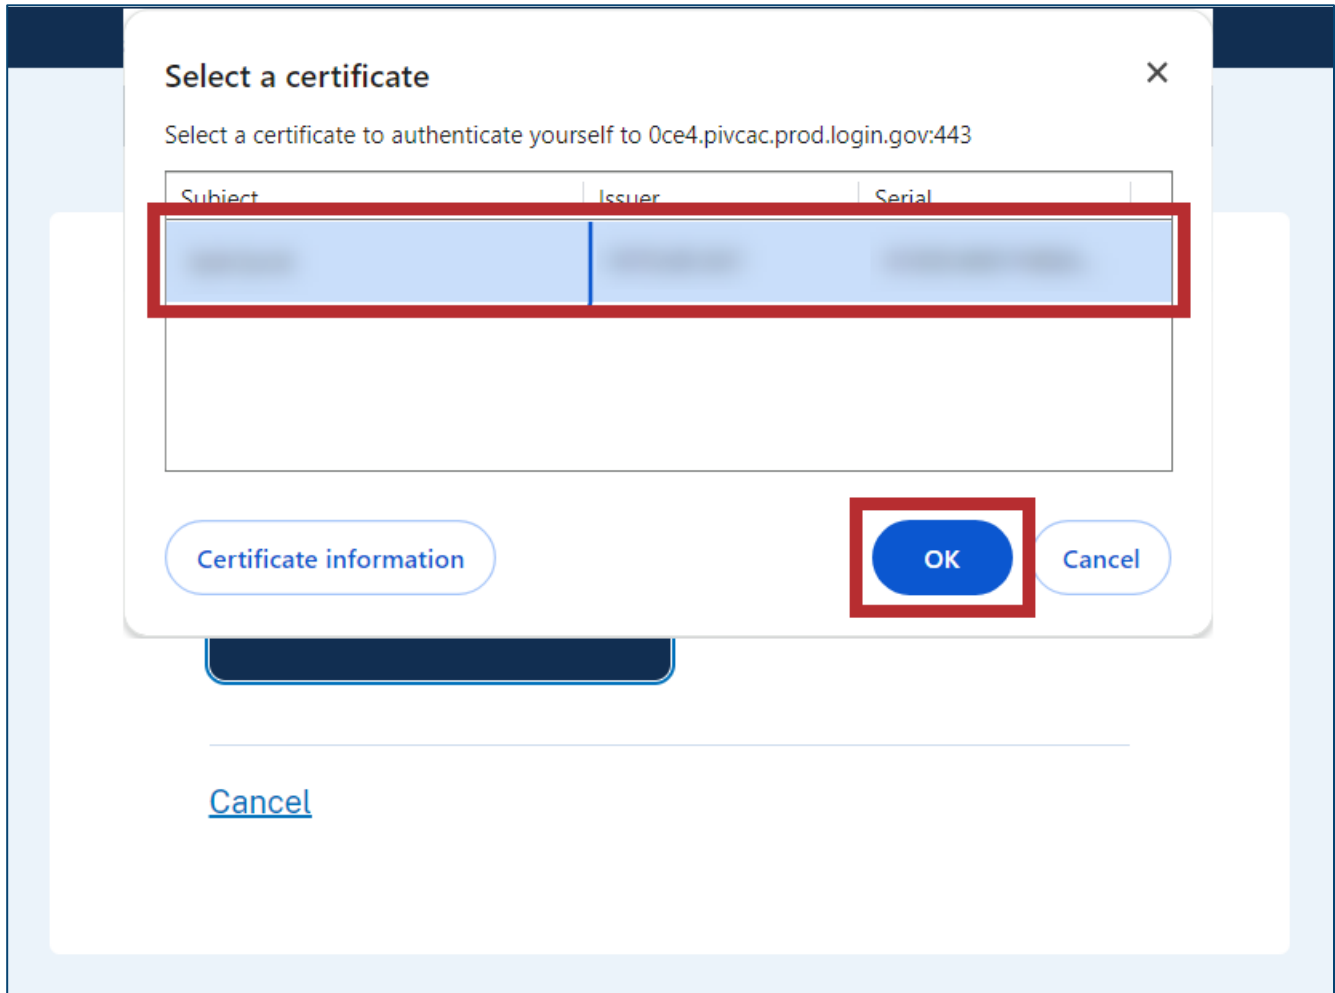 Select a certificate
Select a certificate to authenticate yourself to 0ce4.pivcac.prod.login.gov:443
Subject Issuer Serial
Certificate information OK Cancel
Cancel